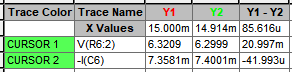 Trace Color Trace Name Y1 Y2 Y1 - Y2
X Values 15.000m 14.914m 85.616u
CURSOR 1 V(R6:2) 6.3209 6.2999 20.997m
CURSOR 2 -I(C6) 7.3581m 7.4001m -41.993u